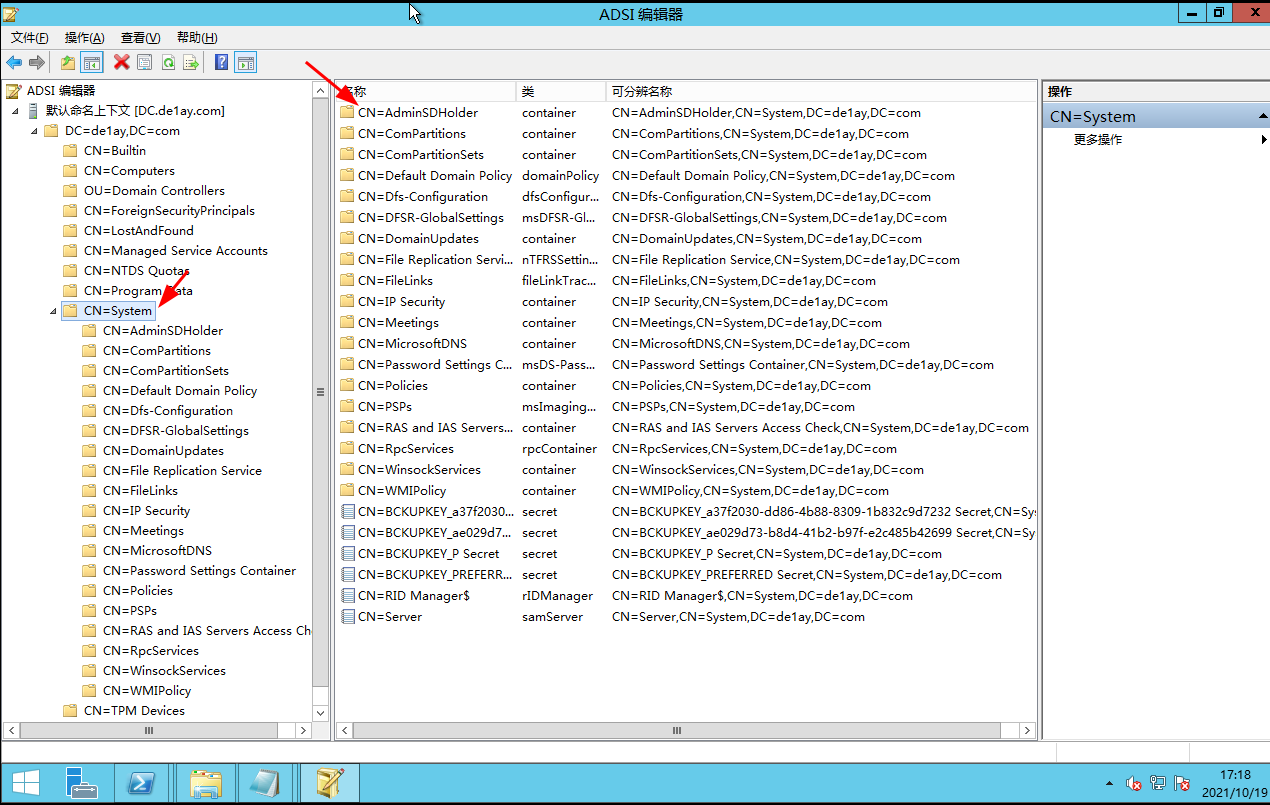 ADSI 编辑器
文件(F) 操作(A) 查看(V) 帮助(H)
ADSI 编辑器
默认命名上下文 [DC.de1ay.com]
DC=de1ay,DC=com
CN=Builtin
CN=Computers
OU=Domain Controllers
CN=ForeignSecurityPrincipals
CN=LostAndFound
CN=Managed Service Accounts
CN=NTDS Quotas
CN=Program Data
CN=System
CN=AdminSDHolder
CN=ComPartitions
CN=ComPartitionSets
CN=Default Domain Policy
CN=Dfs-Configuration
CN=DFSR-GlobalSettings
CN=DomainUpdates
CN=File Replication Service
CN=FileLinks
CN=IP Security
CN=Meetings
CN=MicrosoftDNS
CN=Password Settings Container
CN=Policies
CN=PSPs
CN=RAS and IAS Servers Access Ch
CN=RpcServices
CN=WinsockServices
CN=WMIPolicy
CN=TPM Devices
名称 类 可分辨名称
CN=AdminSDHolder container CN=AdminSDHolder,CN=System,DC=de1ay,DC=com
CN=ComPartitions container CN=ComPartitions,CN=System,DC=de1ay,DC=com
CN=ComPartitionSets container CN=ComPartitionSets,CN=System,DC=de1ay,DC=com
CN=Default Domain Policy domainPolicy CN=Default Domain Policy,CN=System,DC=de1ay,DC=com
CN=Dfs-Configuration dfsConfigur... CN=Dfs-Configuration,CN=System,DC=de1ay,DC=com
CN=DFSR-GlobalSettings msDFSR-Gl... CN=DFSR-GlobalSettings,CN=System,DC=de1ay,DC=com
CN=DomainUpdates container CN=DomainUpdates,CN=System,DC=de1ay,DC=com
CN=File Replication Servi... nTFRSSettin... CN=File Replication Service,CN=System,DC=de1ay,DC=com
CN=FileLinks fileLinkTrac... CN=FileLinks,CN=System,DC=de1ay,DC=com
CN=IP Security container CN=IP Security,CN=System,DC=de1ay,DC=com
CN=Meetings container CN=Meetings,CN=System,DC=de1ay,DC=com
CN=MicrosoftDNS container CN=MicrosoftDNS,CN=System,DC=de1ay,DC=com
CN=Password Settings C... msDS-Pass... CN=Password Settings Container,CN=System,DC=de1ay,DC=com
CN=Policies container CN=Policies,CN=System,DC=de1ay,DC=com
CN=PSPs msImaging... CN=PSPs,CN=System,DC=de1ay,DC=com
CN=RAS and IAS Servers... container CN=RAS and IAS Servers Access Check,CN=System,DC=de1ay,DC=com
CN=RpcServices rpcContainer CN=RpcServices,CN=System,DC=de1ay,DC=com
CN=WinsockServices container CN=WinsockServices,CN=System,DC=de1ay,DC=com
CN=WMIPolicy container CN=WMIPolicy,CN=System,DC=de1ay,DC=com
CN=BCKUPKEY_a37f2030... secret CN=BCKUPKEY_a37f2030-dd86-4b88-8309-1b832c9d7232 Secret,CN=Sy
CN=BCKUPKEY_ae029d7... secret CN=BCKUPKEY_ae029d73-b8d4-41b2-b97f-e2c485b42699 Secret,CN=Sy
CN=BCKUPKEY_P Secret secret CN=BCKUPKEY_P Secret,CN=System,DC=de1ay,DC=com
CN=BCKUPKEY_PREFERR... secret CN=BCKUPKEY_PREFERRED Secret,CN=System,DC=de1ay,DC=com
CN=RID Manager$ rIDManager CN=RID Manager$,CN=System,DC=de1ay,DC=com
CN=Server samServer CN=Server,CN=System,DC=de1ay,DC=com
操作
CN=System
更多操作
17:18
2021/10/19